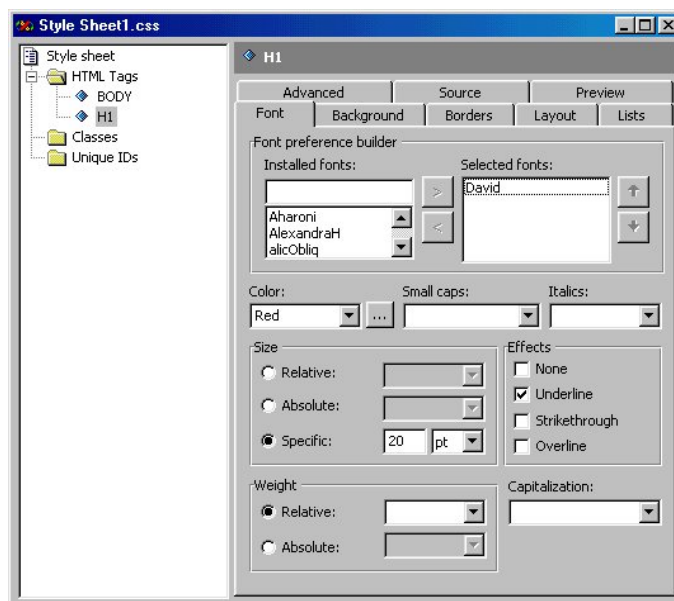 Style Sheet1.css
Style sheet
HTML Tags
BODY
H1
Classes
Unique IDs
H1
Advanced Source Preview
Font Background Borders Layout Lists
Font preference builder
Installed fonts: Selected fonts:
> David
Aharoni
AlexandraH <
alicObliq
Color: Small caps: Italics:
Red ...
Size Effects
Relative: None
Absolute: Underline
Strikethrough
Specific: 20 pt Overline
Weight Capitalization:
Relative:
Absolute: